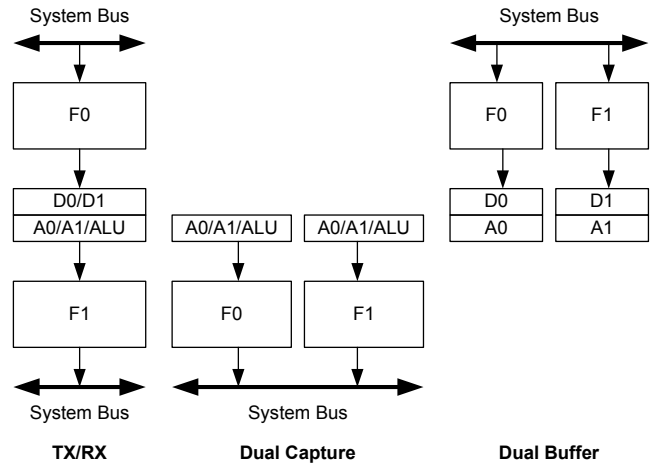 System Bus
System Bus
F0
F0
F1
D0/D1
A0/A1/ALU
A0/A1/ALU
A0/A1/ALU
D0
A0
D1
A1
F1
F0
F1
System Bus
System Bus
TX/RX
Dual Capture
Dual Buffer